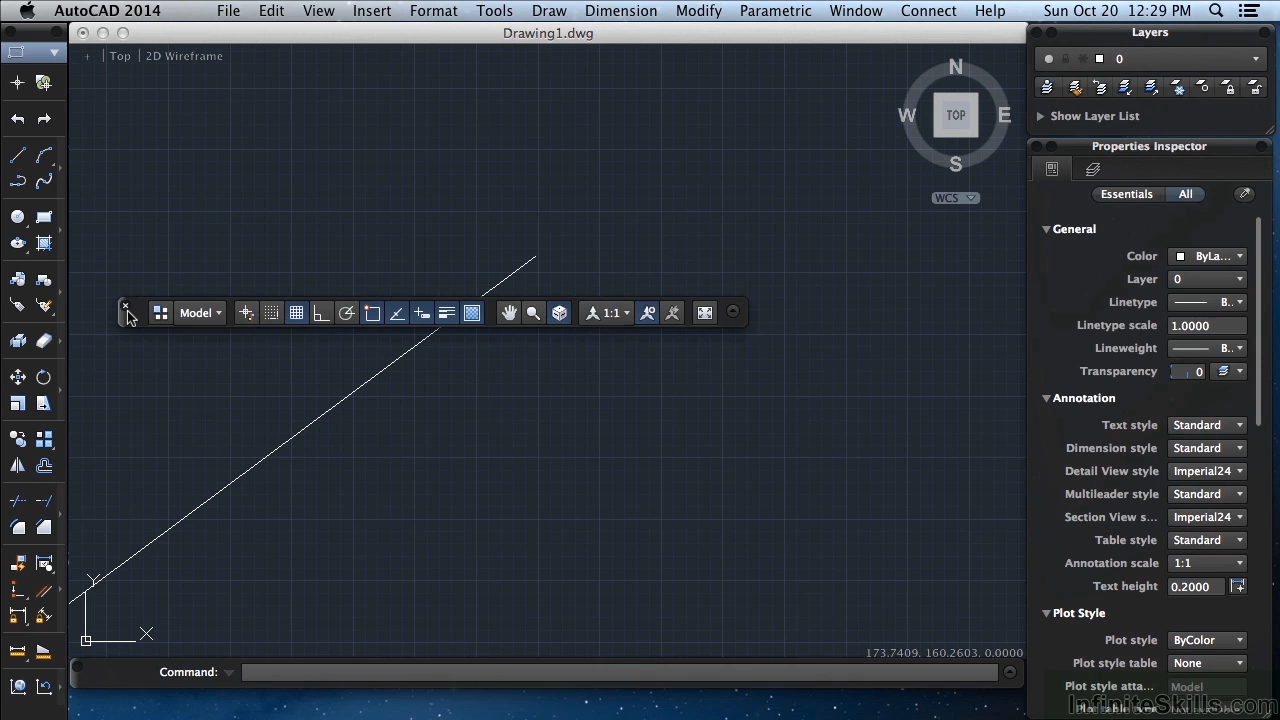 AutoCAD 2014 File Edit View Insert Format Tools Draw Dimension Modify Parametric Window Connect Help Sun Oct 20 12:29 PM
Drawing1.dwg
+ Top 2D Wireframe
N
W TOP E
S
WCS
Model
1:1
Y
X
173.7409, 160.2603, 0.0000
Command:
Layers
0
Show Layer List
Properties Inspector
Essentials All
General
Color ByLa...
Layer 0
Linetype B..
Linetype scale 1.0000
Lineweight B..
Transparency 0
Annotation
Text style Standard
Dimension style Standard
Detail View style Imperial24
Multileader style Standard
Section View s... Imperial24
Table style Standard
Annotation scale 1:1
Text height 0.2000
Plot Style
Plot style ByColor
Plot style table None
Plot style atta... Model
InfiniteSkills.com